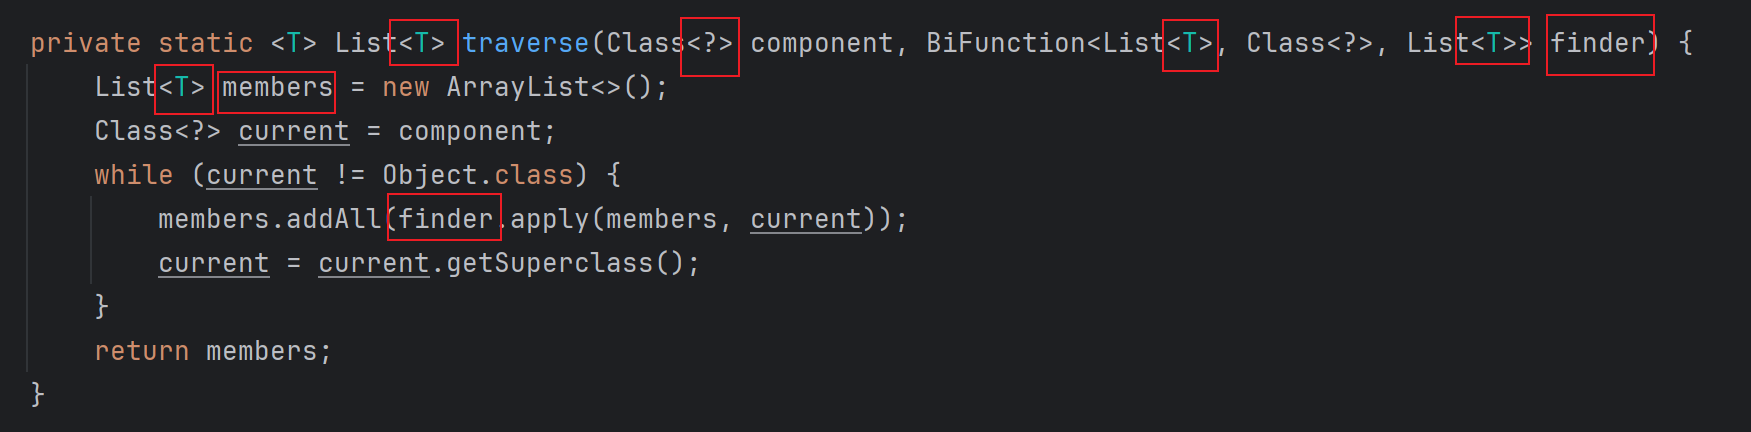 private static <T> List<T> traverse(Class<?> component, BiFunction<List<T>, Class<?>, List<T>> finder) {
    List<T> members = new ArrayList<>();
    Class<?> current = component;
    while (current != Object.class) {
        members.addAll(finder.apply(members, current));
        current = current.getSuperclass();
    }
    return members;
}